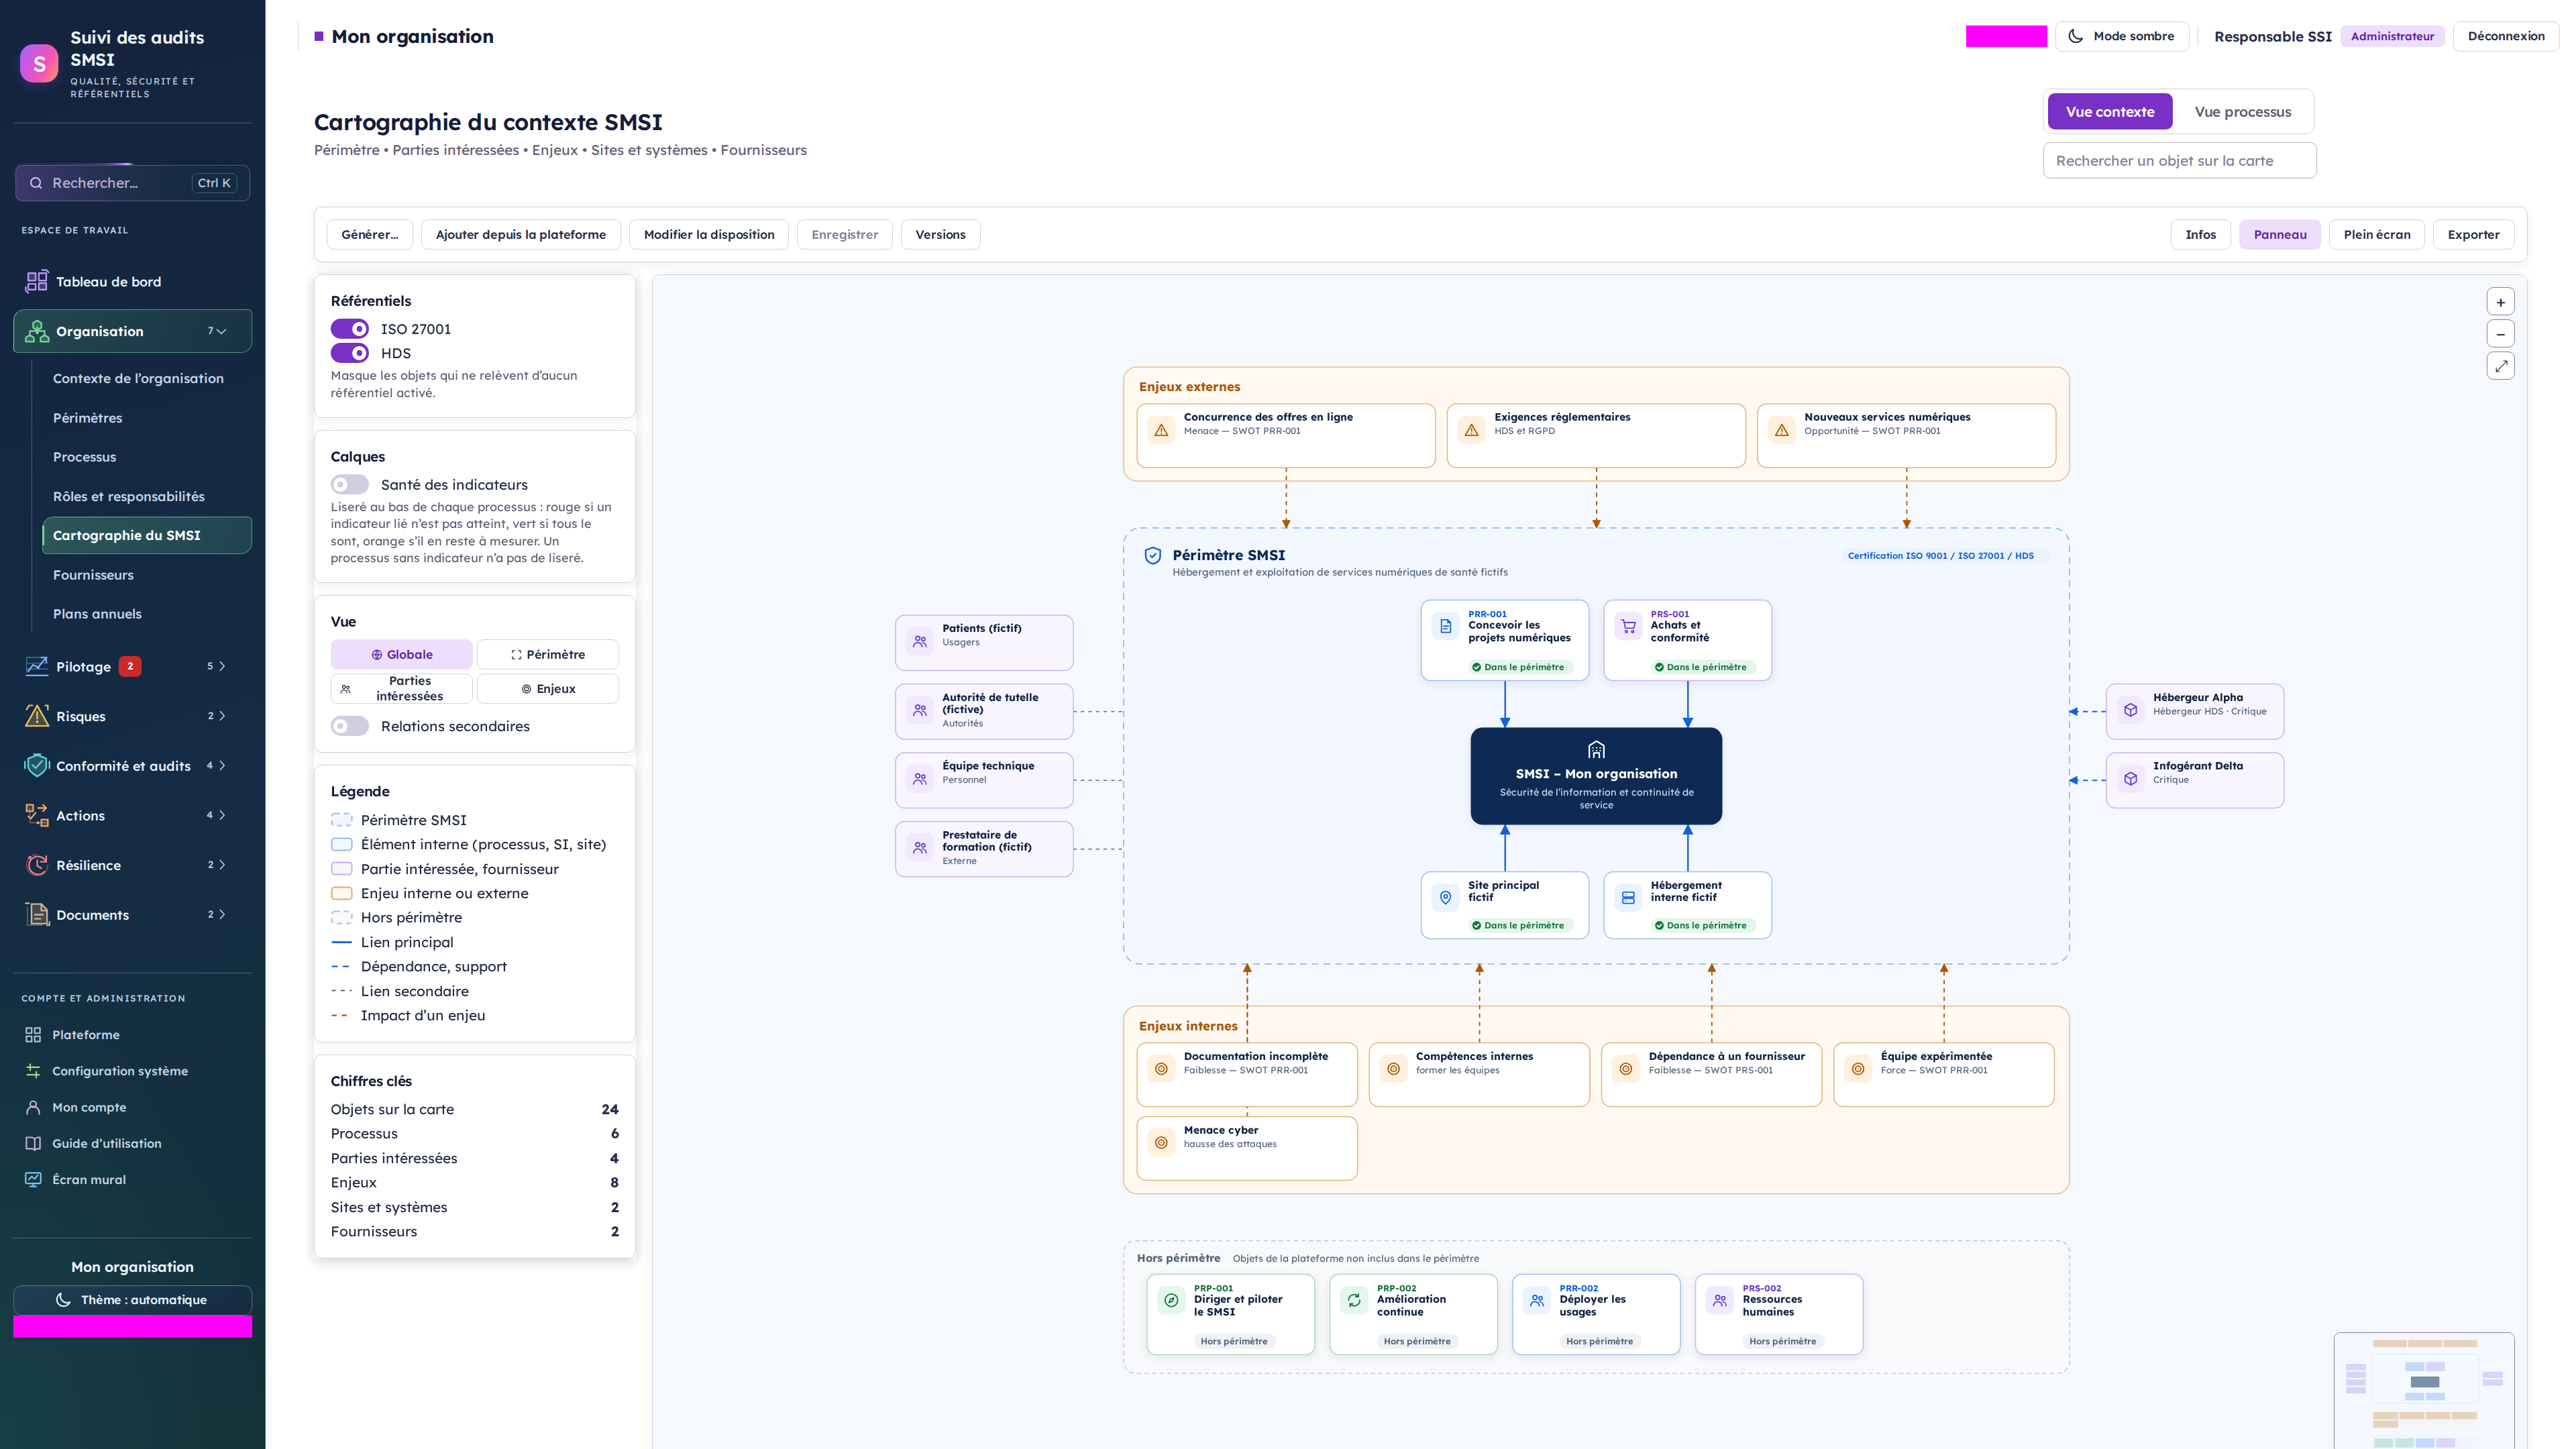 S
Suivi des audits
SMSI
QUALITÉ, SÉCURITÉ ET
RÉFÉRENTIELS
Rechercher...
Ctrl K
ESPACE DE TRAVAIL
Tableau de bord
Organisation
7
Contexte de l’organisation
Périmètres
Processus
Rôles et responsabilités
Cartographie du SMSI
Fournisseurs
Plans annuels
Pilotage
2
5
Risques
2
Conformité et audits
4
Actions
4
Résilience
2
Documents
2
COMPTE ET ADMINISTRATION
Plateforme
Configuration système
Mon compte
Guide d’utilisation
Écran mural
Mon organisation
Thème : automatique
Mon organisation
Mode sombre
Responsable SSI
Administrateur
Déconnexion
Cartographie du contexte SMSI
Périmètre • Parties intéressées • Enjeux • Sites et systèmes • Fournisseurs
Vue contexte
Vue processus
Rechercher un objet sur la carte
Générer...
Ajouter depuis la plateforme
Modifier la disposition
Enregistrer
Versions
Infos
Panneau
Plein écran
Exporter
Référentiels
ISO 27001
HDS
Masque les objets qui ne relèvent d’aucun
référentiel activé.
Calques
Santé des indicateurs
Liseré au bas de chaque processus : rouge si un
indicateur lié n’est pas atteint, vert si tous le
sont, orange s’il en reste à mesurer. Un
processus sans indicateur n’a pas de liseré.
Vue
Globale
Périmètre
Parties
intéressées
Enjeux
Relations secondaires
Légende
Périmètre SMSI
Élément interne (processus, SI, site)
Partie intéressée, fournisseur
Enjeu interne ou externe
Hors périmètre
Lien principal
Dépendance, support
Lien secondaire
Impact d’un enjeu
Chiffres clés
Objets sur la carte 24
Processus 6
Parties intéressées 4
Enjeux 8
Sites et systèmes 2
Fournisseurs 2
+
−
Enjeux externes
Concurrence des offres en ligne
Menace — SWOT PRR-001
Exigences réglementaires
HDS et RGPD
Nouveaux services numériques
Opportunité — SWOT PRR-001
Périmètre SMSI
Hébergement et exploitation de services numériques de santé fictifs
Certification ISO 9001 / ISO 27001 / HDS
Patients (fictif)
Usagers
Autorité de tutelle
(fictive)
Autorités
Équipe technique
Personnel
Prestataire de
formation (fictif)
Externe
PRR-001
Concevoir les
projets numériques
Dans le périmètre
PRS-001
Achats et
conformité
Dans le périmètre
SMSI – Mon organisation
Sécurité de l’information et continuité de
service
Site principal
fictif
Dans le périmètre
Hébergement
interne fictif
Dans le périmètre
Hébergeur Alpha
Hébergeur HDS · Critique
Infogérant Delta
Critique
Enjeux internes
Documentation incomplète
Faiblesse — SWOT PRR-001
Compétences internes
former les équipes
Dépendance à un fournisseur
Faiblesse — SWOT PRS-001
Équipe expérimentée
Force — SWOT PRR-001
Menace cyber
hausse des attaques
Hors périmètre
Objets de la plateforme non inclus dans le périmètre
PRP-001
Diriger et piloter
le SMSI
Hors périmètre
PRP-002
Amélioration
continue
Hors périmètre
PRR-002
Déployer les
usages
Hors périmètre
PRS-002
Ressources
humaines
Hors périmètre